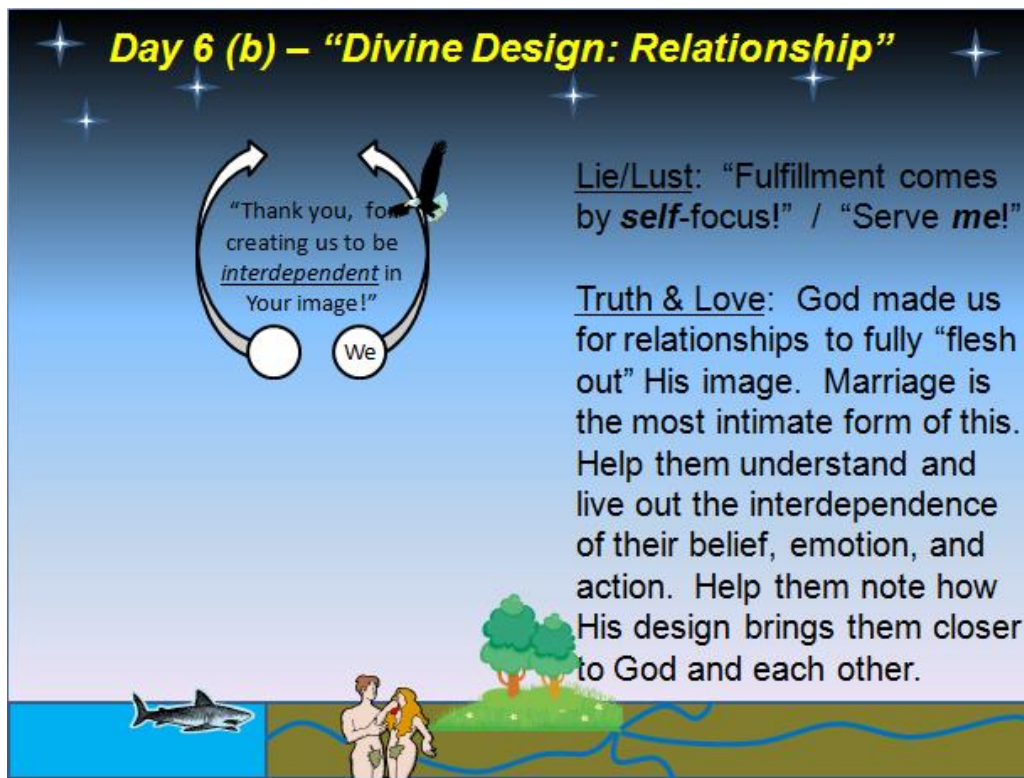 Day 6 (b) – “Divine Design: Relationship”
“Thank you, for
creating us to be
interdependent in
Your image!”
We
Lie/Lust: “Fulfillment comes
by self-focus!” / “Serve me!”
Truth & Love: God made us
for relationships to fully “flesh
out” His image. Marriage is
the most intimate form of this.
Help them understand and
live out the interdependence
of their belief, emotion, and
action. Help them note how
His design brings them closer
to God and each other.